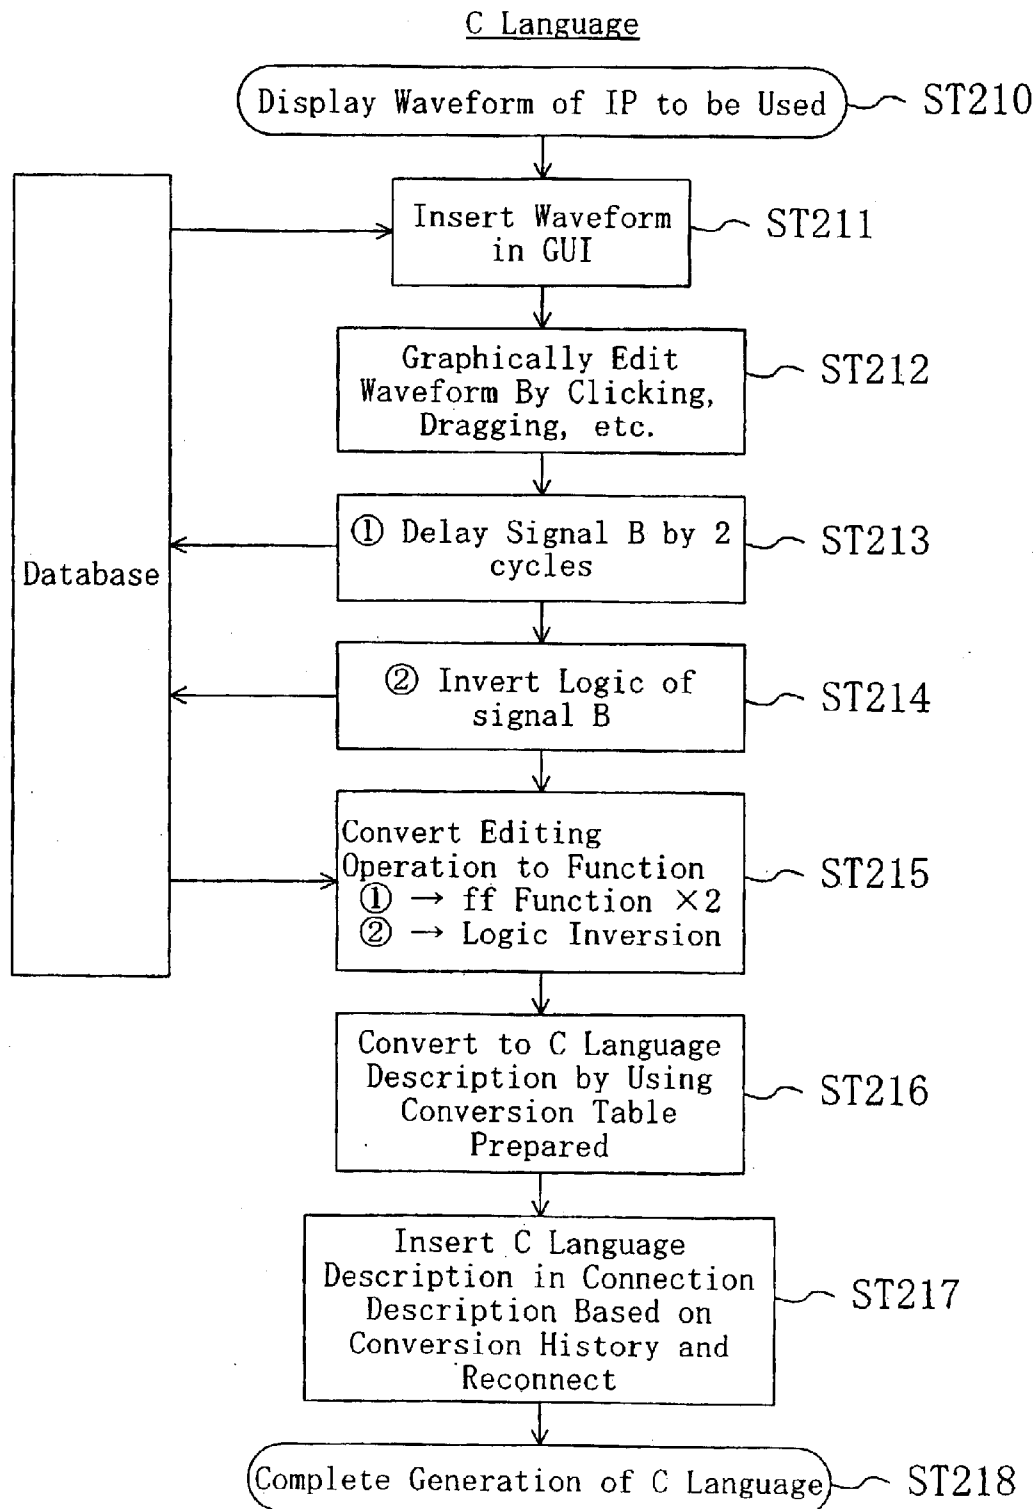 C Language
Display Waveform of IP to be Used
ST210
Insert Waveform
in GUI
ST211
Graphically Edit
Waveform By Clicking,
Dragging, etc.
ST212
① Delay Signal B by 2
cycles
ST213
Database
② Invert Logic of
signal B
ST214
Convert Editing
Operation to Function
① → ff Function ×2
② → Logic Inversion
ST215
Convert to C Language
Description by Using
Conversion Table
Prepared
ST216
Insert C Language
Description in Connection
Description Based on
Conversion History and
Reconnect
ST217
Complete Generation of C Language
ST218